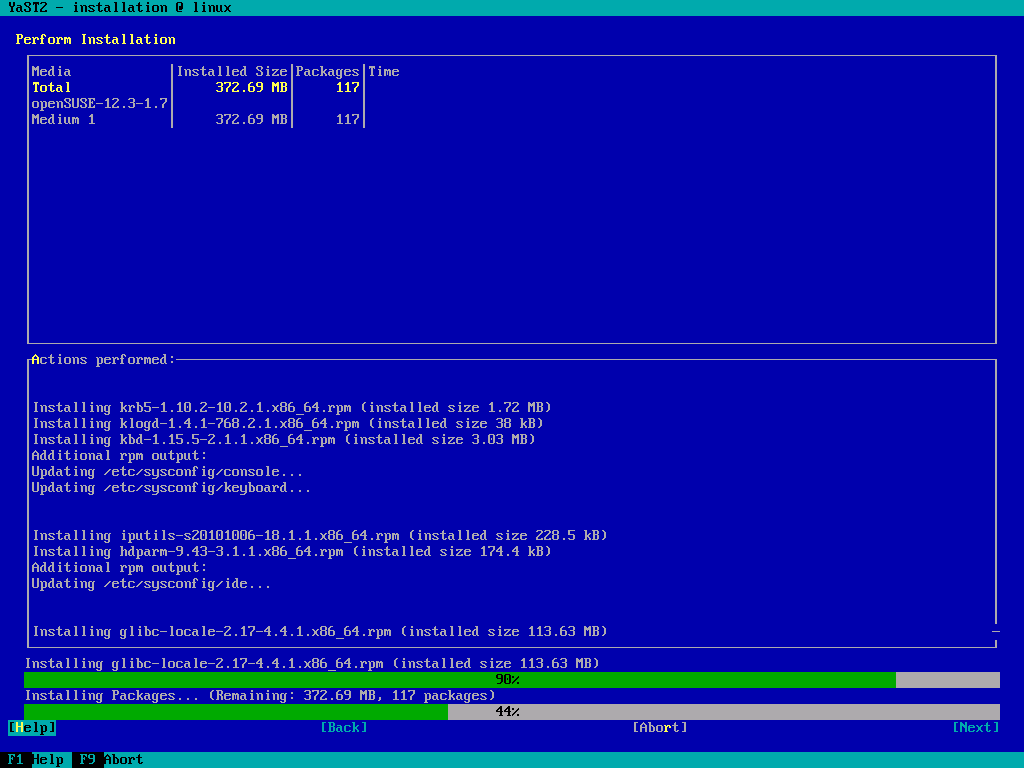 YaST2 - installation @ linux
Perform Installation
Media |Installed Size|Packages|Time
Total 372.69 MB 117
openSUSE-12.3-1.7
Medium 1 372.69 MB 117
Actions performed:
Installing krb5-1.10.2-10.2.1.x86_64.rpm (installed size 1.72 MB)
Installing klogd-1.4.1-768.2.1.x86_64.rpm (installed size 38 kB)
Installing kbd-1.15.5-2.1.1.x86_64.rpm (installed size 3.03 MB)
Additional rpm output:
Updating /etc/sysconfig/console...
Updating /etc/sysconfig/keyboard...
Installing iputils-s20101006-18.1.1.x86_64.rpm (installed size 228.5 kB)
Installing hdparm-9.43-3.1.1.x86_64.rpm (installed size 174.4 kB)
Additional rpm output:
Updating /etc/sysconfig/ide...
Installing glibc-locale-2.17-4.4.1.x86_64.rpm (installed size 113.63 MB)
Installing glibc-locale-2.17-4.4.1.x86_64.rpm (installed size 113.63 MB)
90%
Installing Packages... (Remaining: 372.69 MB, 117 packages)
44%
[Help] [Back] [Abort] [Next]
F1 Help F9 Abort